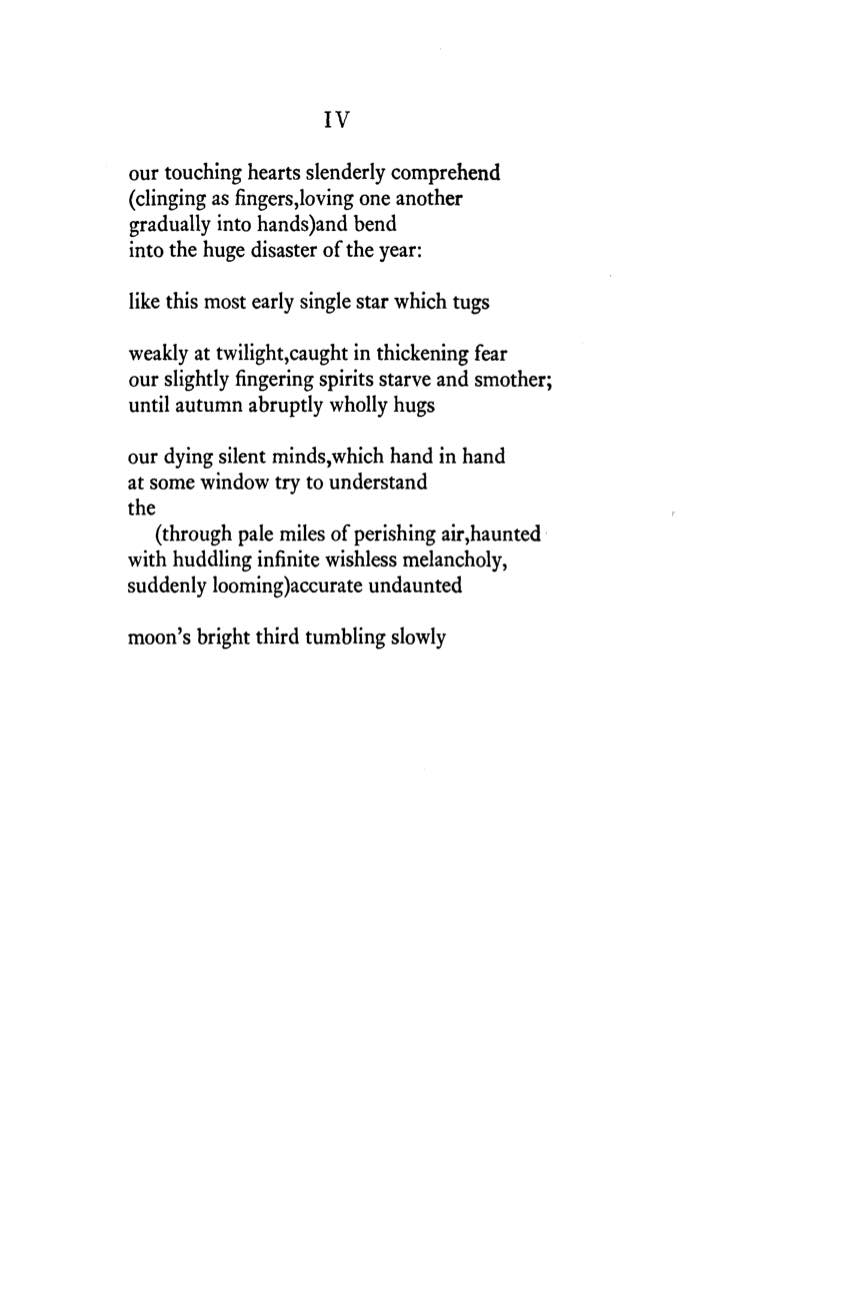 IV
our touching hearts slenderly comprehend
(clinging as fingers,loving one another
gradually into hands)and bend
into the huge disaster of the year:
like this most early single star which tugs
weakly at twilight,caught in thickening fear
our slightly fingering spirits starve and smother;
until autumn abruptly wholly hugs
our dying silent minds,which hand in hand
at some window try to understand
the
(through pale miles of perishing air,haunted
with huddling infinite wishless melancholy,
suddenly looming)accurate undaunted
moon's bright third tumbling slowly